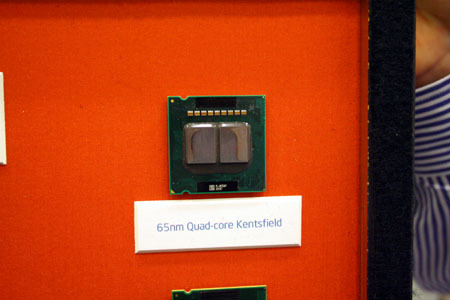 65nm Quad-core Kentsfield